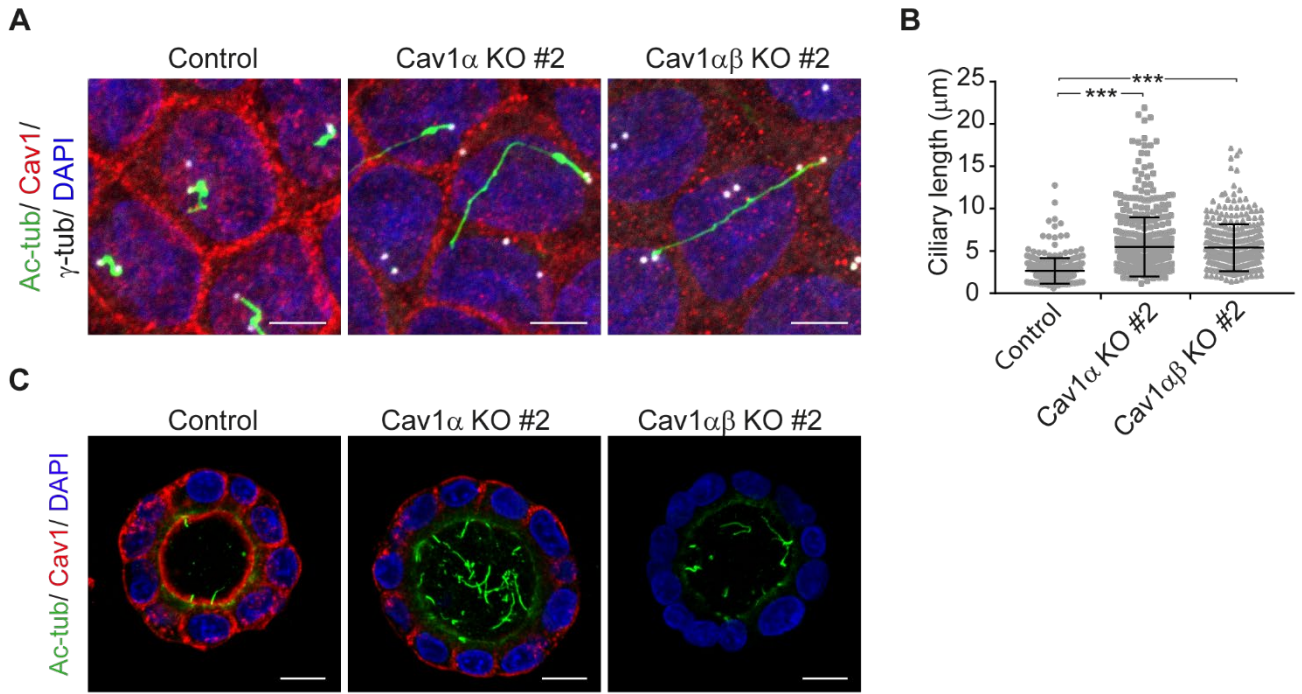 A
Control
Cav1α KO #2
Cav1αβ KO #2
Ac-tub/ Cav1/
γ-tub/ DAPI
B
Ciliary length (μm)
25
20
15
10
5
0
***
***
Control
Cav1α KO #2
Cav1αβ KO #2
C
Control
Cav1α KO #2
Cav1αβ KO #2
Ac-tub/ Cav1/ DAPI